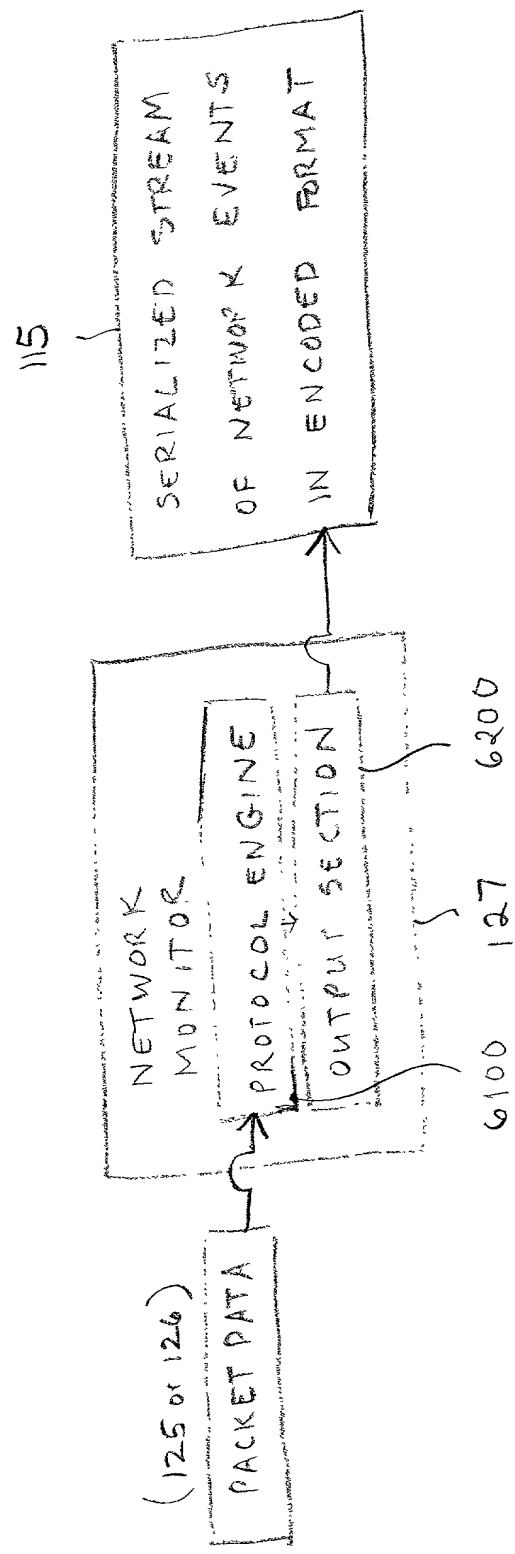 (125 or 126)
PACKET DATA
NETWORK
MONITOR
PROTOCOL ENGINE
OUTPUT SECTION
6100
127
6200
115
SERIALIZED STREAM
OF NETWORK EVENTS
IN ENCODED FORMAT